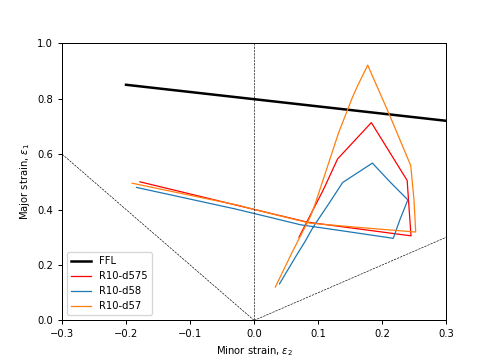 1.0
0.8
0.6
0.4
0.2
0.0
Major strain, ε₁
FFL
R10-d575
R10-d58
R10-d57
−0.3 −0.2 −0.1 0.0 0.1 0.2 0.3
Minor strain, ε₂